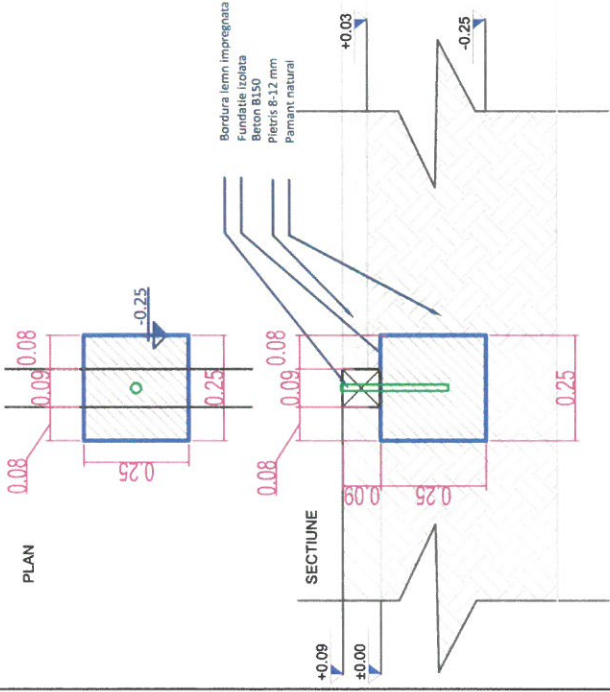 PLAN
0.08
0.09
0.08
0.25
0.25
-0.25
SECTIUNE
0.08
0.09
0.08
0.09
0.25
0.25
+0.09
±0.00
+0.03
-0.25
Bordura lemn impregnata
Fundatie izolata
Beton B150
Pietris 8-12 mm
Pamant natural